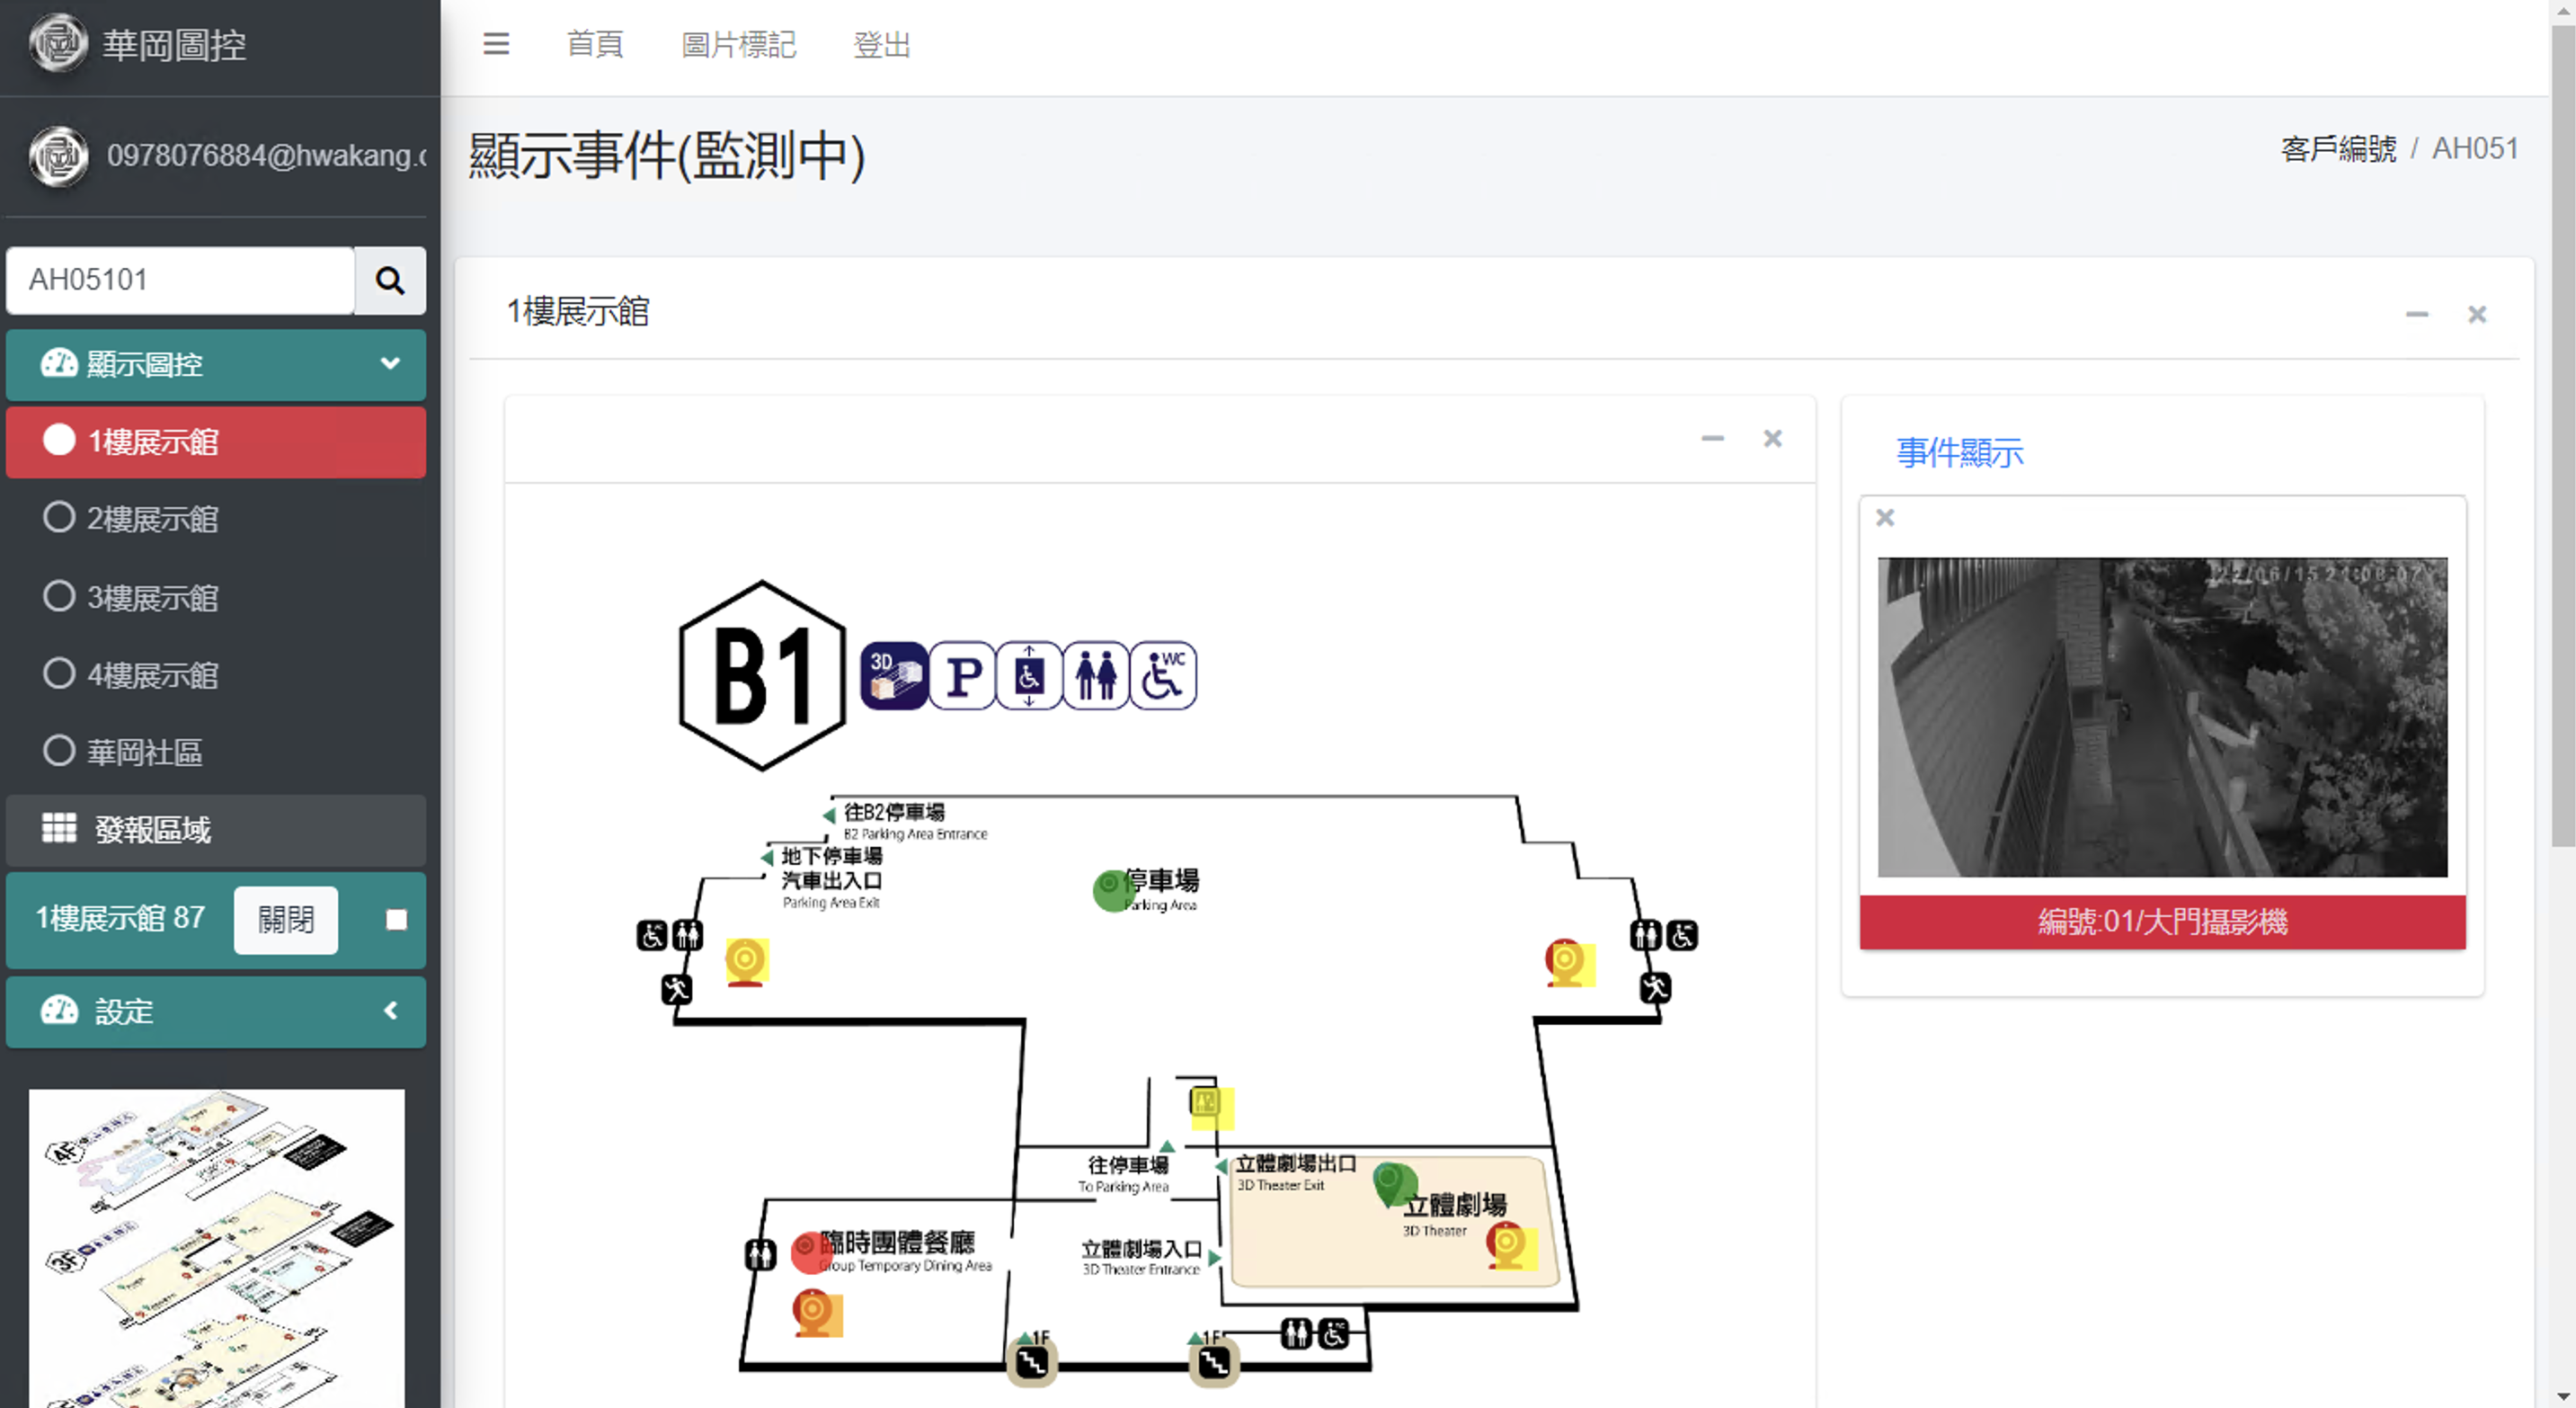 華岡圖控
首頁 圖片標記 登出
0978076884@hwakang.
顯示事件(監測中)
客戶編號 / AH051
AH05101
顯示圖控
1樓展示館
2樓展示館
3樓展示館
4樓展示館
華岡社區
發報區域
1樓展示館 87 關閉
設定
4F
3F
1樓展示館
B1
3D
P
WC
往B2停車場
B2 Parking Area Entrance
地下停車場
汽車出入口
Parking Area Exit
停車場
Parking Area
往停車場
To Parking Area
立體劇場出口
3D Theater Exit
立體劇場
3D Theater
臨時團體餐廳
Group Temporary Dining Area
立體劇場入口
3D Theater Entrance
1F
1F
事件顯示
22/06/15 21:08:07
編號:01/大門攝影機